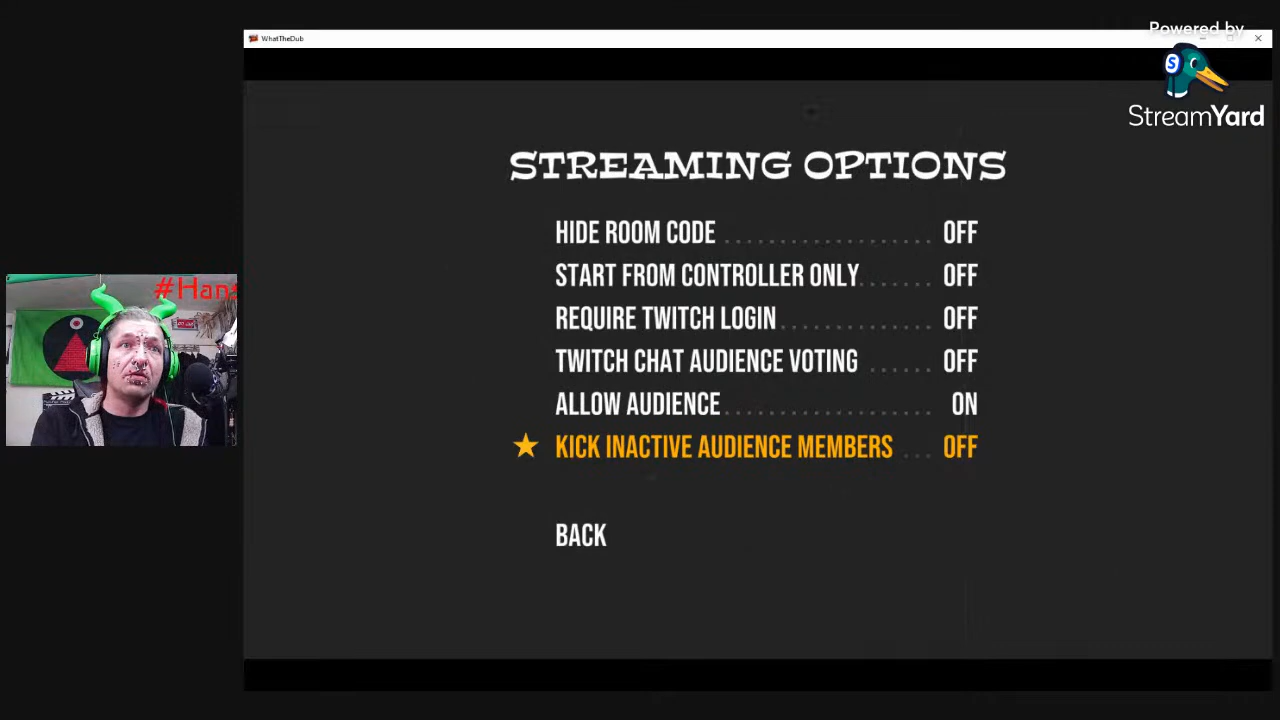 Powered by
WhatTheDub
StreamYard
STREAMING OPTIONS
HIDE ROOM CODE .................. OFF
START FROM CONTROLLER ONLY....... OFF
REQUIRE TWITCH LOGIN.............. OFF
TWITCH CHAT AUDIENCE VOTING ...... OFF
ALLOW AUDIENCE................... ON
KICK INACTIVE AUDIENCE MEMBERS ... OFF
BACK